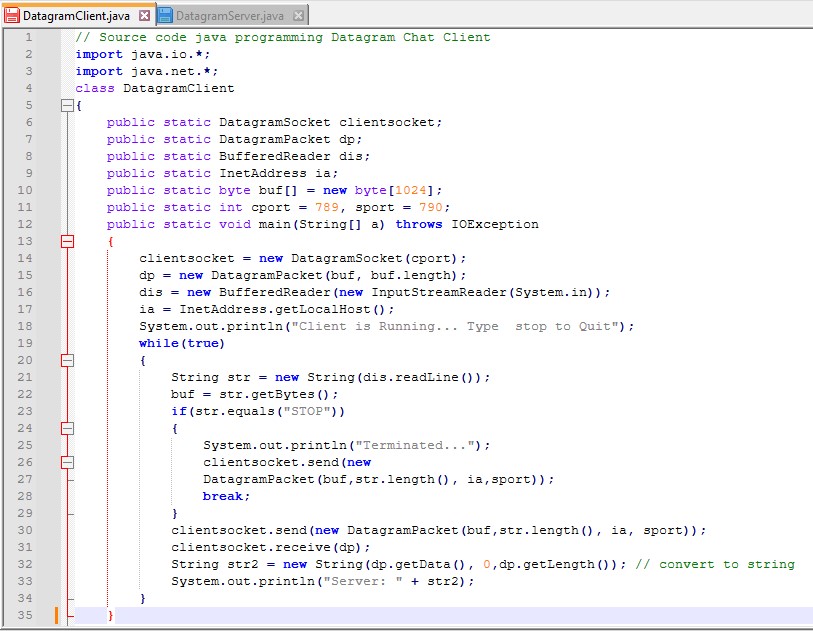 DatagramClient.java DatagramServer.java
1 // Source code java programming Datagram Chat Client
2 import java.io.*;
3 import java.net.*;
4 class DatagramClient
5 {
6 public static DatagramSocket clientsocket;
7 public static DatagramPacket dp;
8 public static BufferedReader dis;
9 public static InetAddress ia;
10 public static byte buf[] = new byte[1024];
11 public static int cport = 789, sport = 790;
12 public static void main(String[] a) throws IOException
13 {
14 clientsocket = new DatagramSocket(cport);
15 dp = new DatagramPacket(buf, buf.length);
16 dis = new BufferedReader(new InputStreamReader(System.in));
17 ia = InetAddress.getLocalHost();
18 System.out.println("Client is Running... Type  stop to Quit");
19 while(true)
20 {
21 String str = new String(dis.readLine());
22 buf = str.getBytes();
23 if(str.equals("STOP"))
24 {
25 System.out.println("Terminated...");
26 clientsocket.send(new
27 DatagramPacket(buf,str.length(), ia,sport));
28 break;
29 }
30 clientsocket.send(new DatagramPacket(buf,str.length(), ia, sport));
31 clientsocket.receive(dp);
32 String str2 = new String(dp.getData(), 0,dp.getLength()); // convert to string
33 System.out.println("Server: " + str2);
34 }
35 }